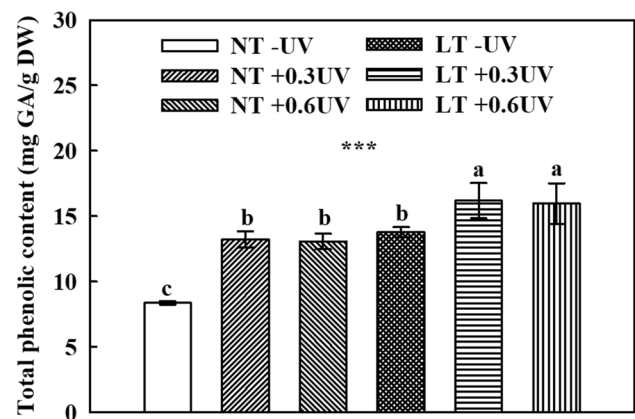 Total phenolic content (mg GA/g DW)
30
25
20
15
10
5
0
NT -UV
LT -UV
NT +0.3UV
LT +0.3UV
NT +0.6UV
LT +0.6UV
***
c
b
b
b
a
a